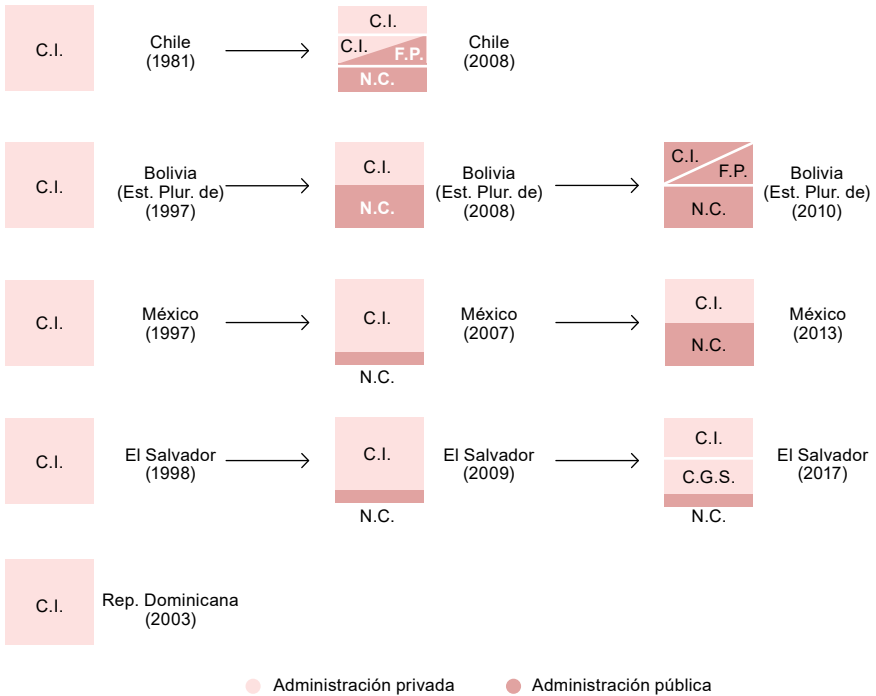 C.I.
Chile
(1981)
C.I.
C.I.
F.P.
N.C.
Chile
(2008)
C.I.
Bolivia
(Est. Plur. de)
(1997)
C.I.
N.C.
Bolivia
(Est. Plur. de)
(2008)
C.I.
F.P.
N.C.
Bolivia
(Est. Plur. de)
(2010)
C.I.
México
(1997)
C.I.
N.C.
México
(2007)
C.I.
N.C.
México
(2013)
C.I.
El Salvador
(1998)
C.I.
N.C.
El Salvador
(2009)
C.I.
C.G.S.
N.C.
El Salvador
(2017)
C.I.
Rep. Dominicana
(2003)
Administración privada
Administración pública